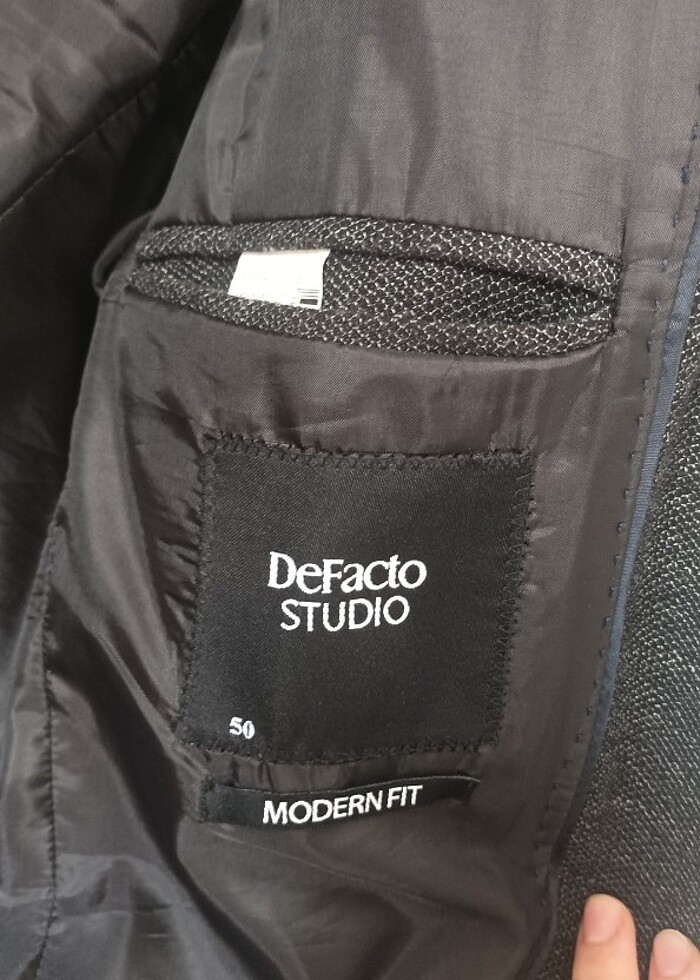 DeFacto
STUDIO
50
MODERN FIT